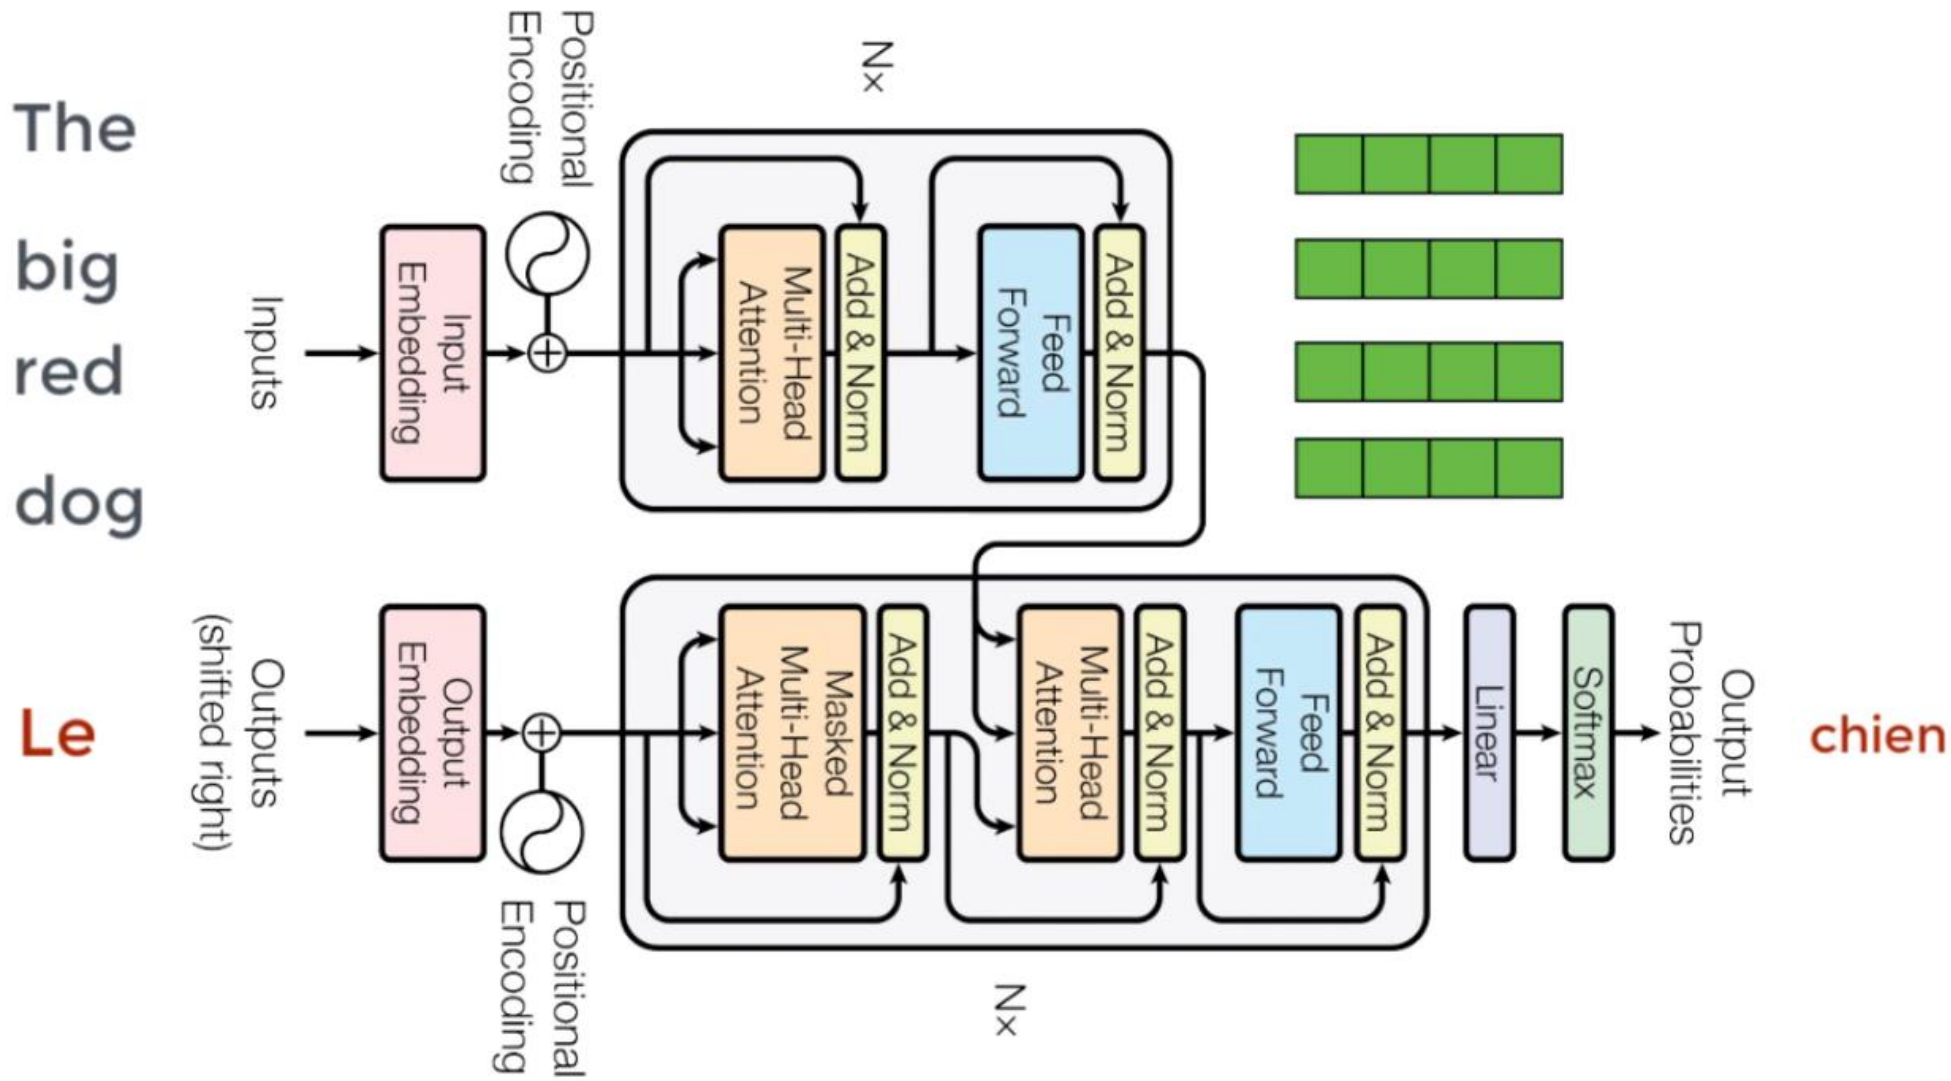 The
big
red
dog
Inputs
Input
Embedding
Positional
Encoding
Nx
Multi-Head
Attention
Add & Norm
Feed
Forward
Add & Norm
Le
Outputs
(shifted right)
Output
Embedding
Positional
Encoding
Masked
Multi-Head
Attention
Add & Norm
Multi-Head
Attention
Add & Norm
Feed
Forward
Add & Norm
Nx
Linear
Softmax
Output
Probabilities
chien